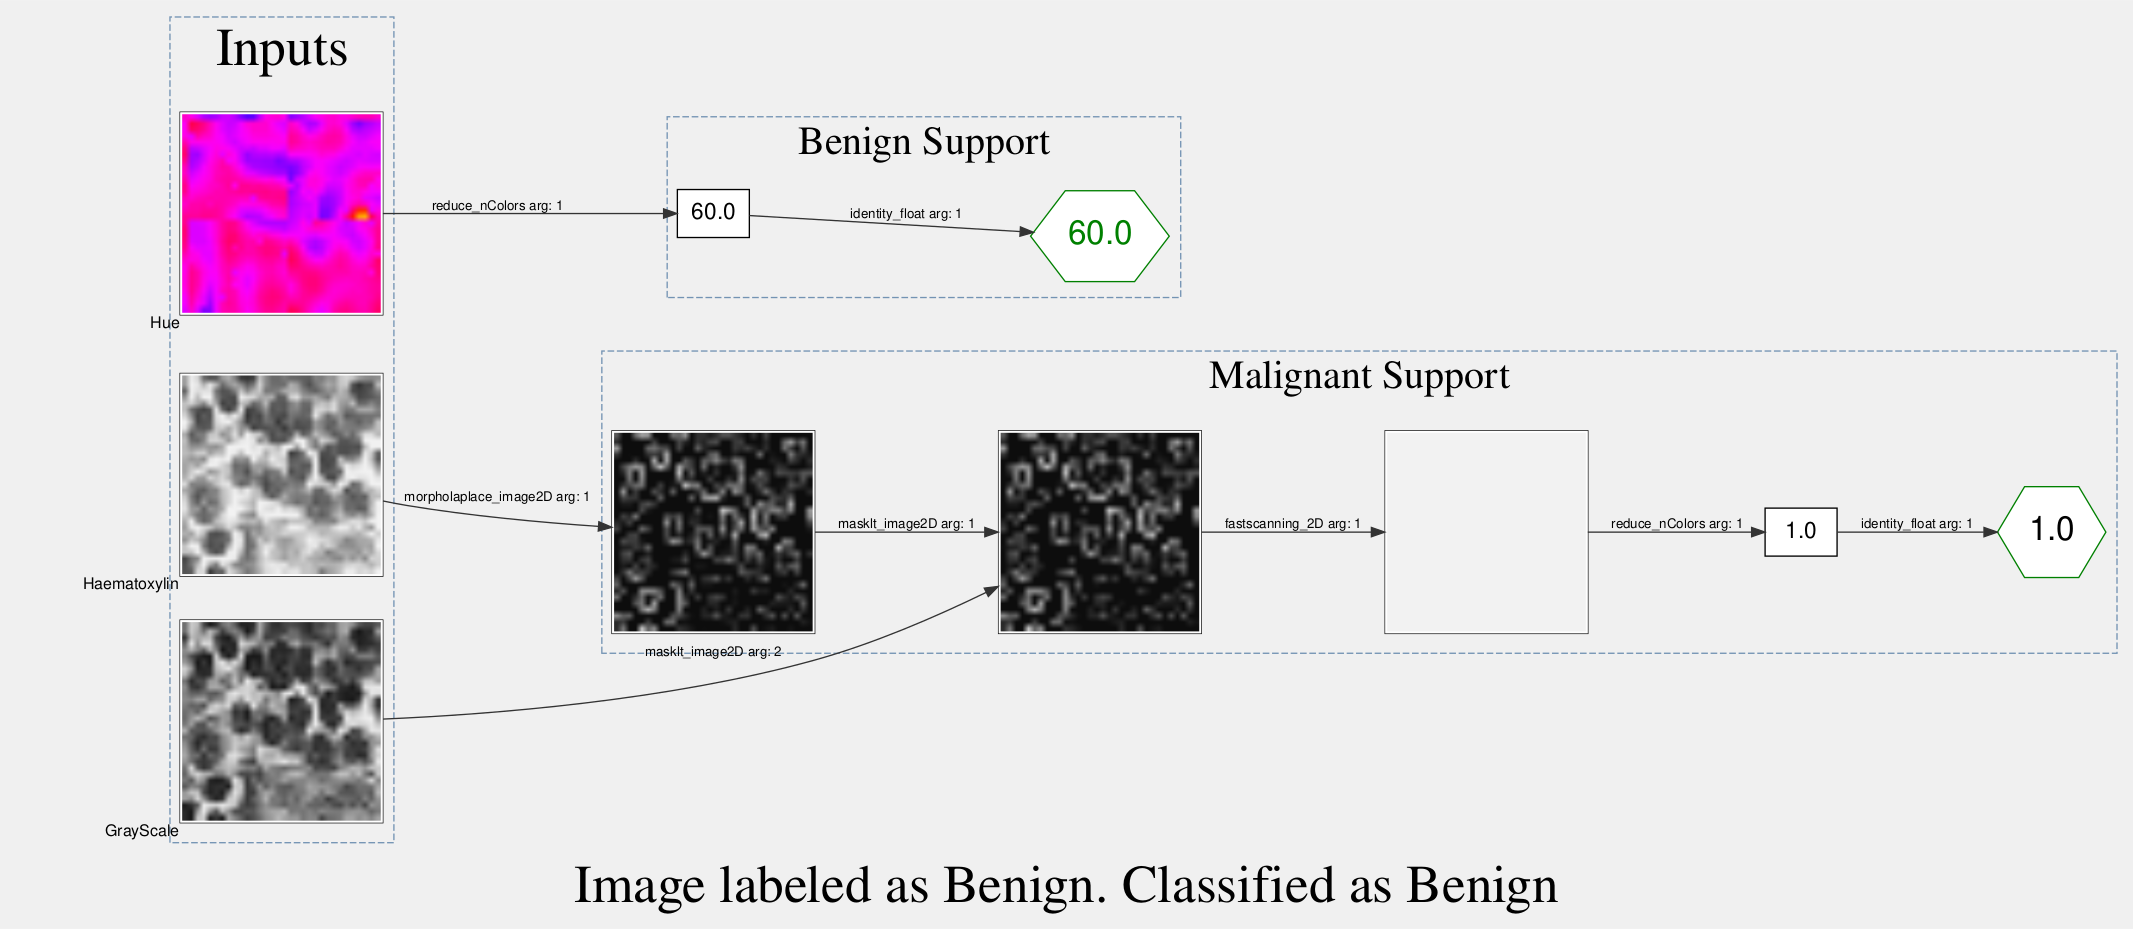 Inputs
Benign Support
reduce_nColors arg: 1
60.0
identity_float arg: 1
60.0
Hue
Malignant Support
morpholaplace_image2D arg: 1
maskIt_image2D arg: 1
fastscanning_2D arg: 1
reduce_nColors arg: 1
1.0
identity_float arg: 1
1.0
Haematoxylin
maskIt_image2D arg: 2
GrayScale
Image labeled as Benign. Classified as Benign